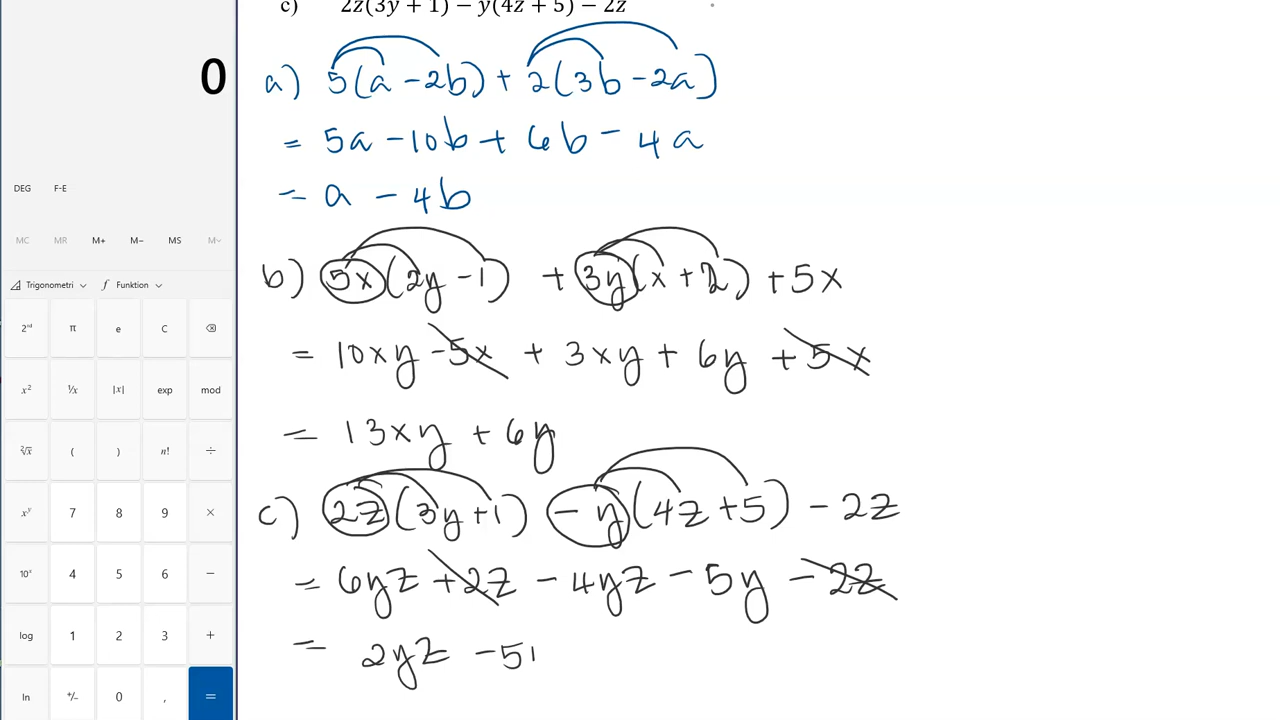 c) 2z(3y + 1) − y(4z + 5) − 2z
0
a) 5(a − 2b) + 2(3b − 2a)
= 5a − 10b + 6b − 4a
= a − 4b
DEG F-E
MC MR M+ M− MS M˅
Trigonometri f Funktion
2ⁿᵈ π e C
x² ¹/x |x| exp mod
²√x ( ) n! ÷
xʸ 7 8 9 ×
10ˣ 4 5 6 −
log 1 2 3 +
ln +/− 0 , =
b) 5x(2y − 1) + 3y(x + 2) + 5x
= 10xy − 5x + 3xy + 6y + 5x
= 13xy + 6y
c) 2z(3y + 1) − y(4z + 5) − 2z
= 6yz + 2z − 4yz − 5y − 2z
= 2yz − 5